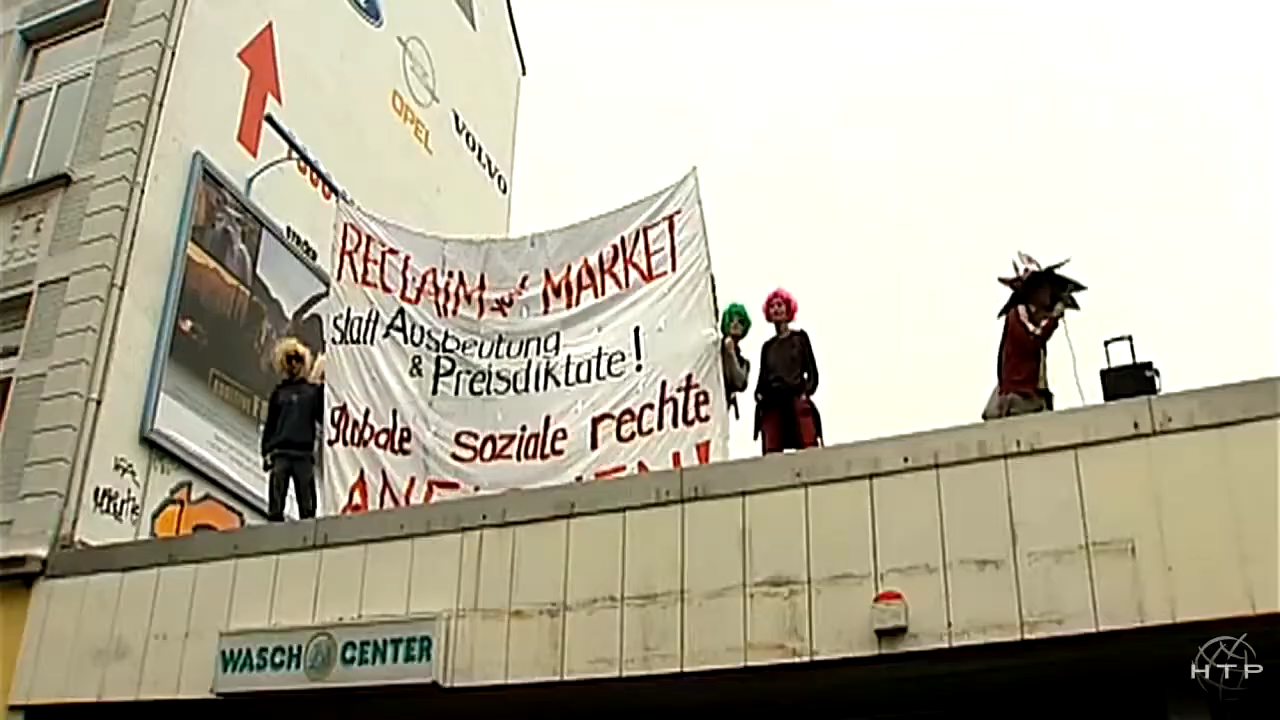 OPEL
VOLVO
RECLAiM MARKET
statt Ausbeutung
& Preisdiktate!
globale soziale rechte
WASCH CENTER
HTP